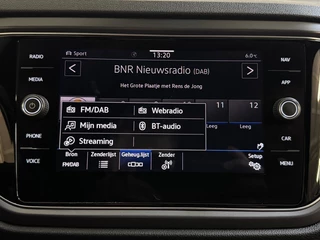 RADIO
MEDIA
PHONE
VOICE
NAV
APP
CAR
MENU
Sport
13:20
6.0
BNR Nieuwsradio (DAB)
Het Grote Plaatje met Rens de Jong
FM/DAB
Webradio
Mijn media
BT-audio
Streaming
11
12
Leeg
Leeg
Bron
FM/DAB
Zenderlijst
Geheug.lijst
Zender
Setup